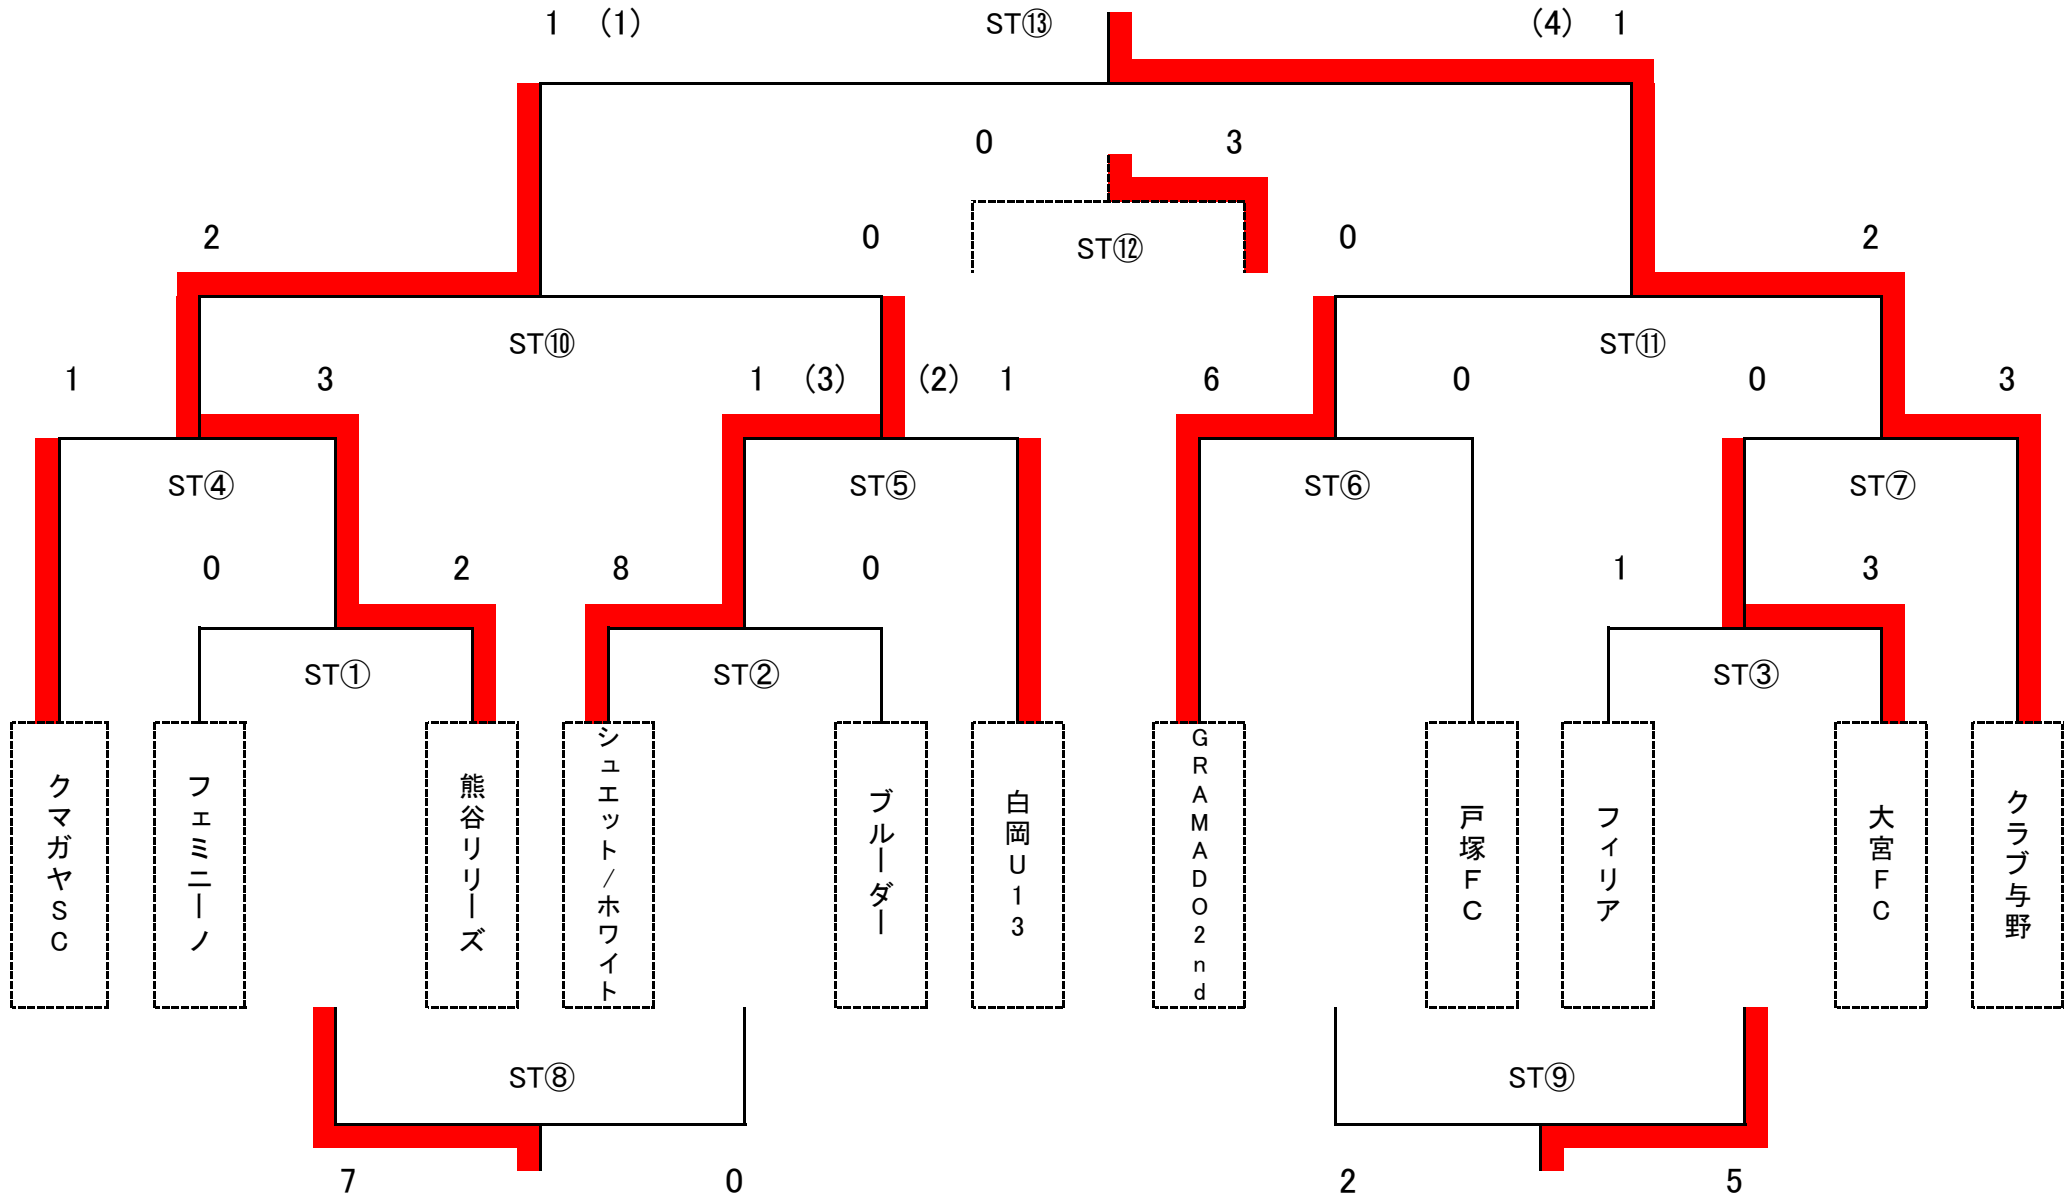 1 (1) ST⑬ (4) 1
0 3
2 0 ST⑫ 0 2
ST⑩ ST⑪
1 3 1 (3) (2) 1 6 0 0 3
ST④ ST⑤ ST⑥ ST⑦
0 2 8 0 1 3
ST① ST② ST③
クマガヤSC
フェミニーノ
熊谷リリーズ
シュエット/ホワイト
ブルーダー
白岡U13
GRAMADO2nd
戸塚FC
フィリア
大宮FC
クラブ与野
ST⑧ ST⑨
7 0 2 5